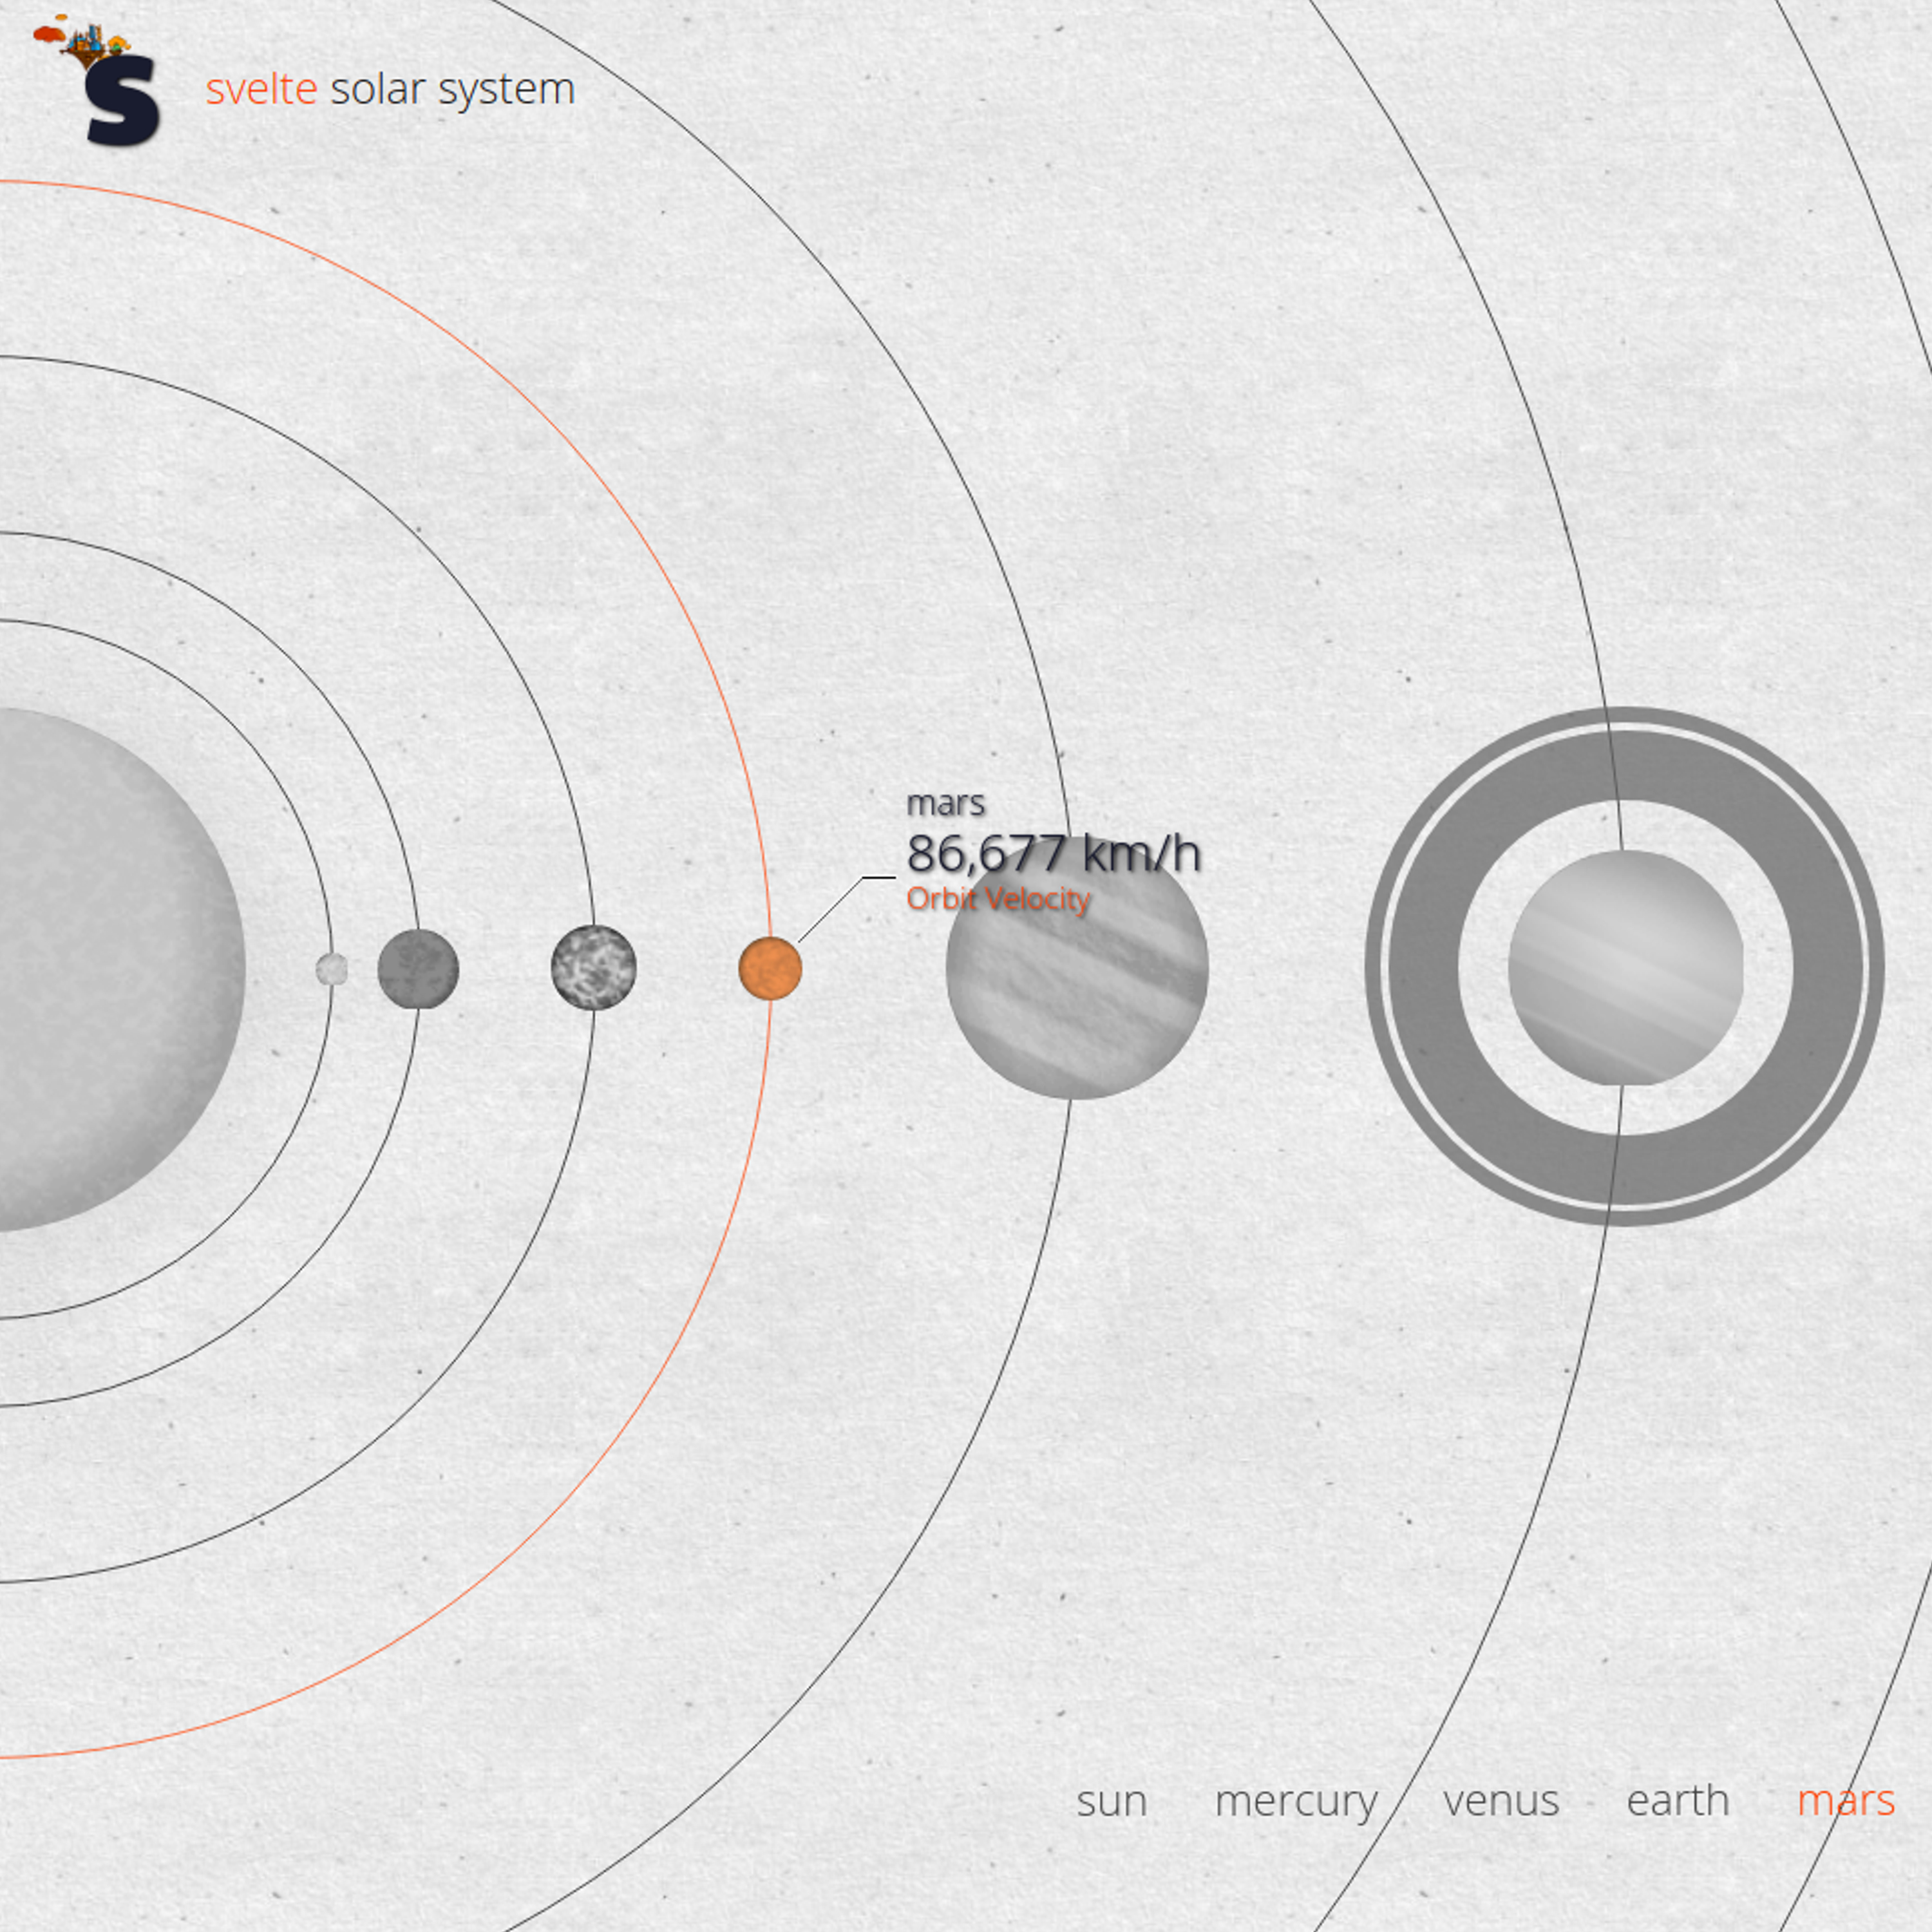 S
svelte solar system
mars
86,677 km/h
Orbit Velocity
sun mercury venus earth mars